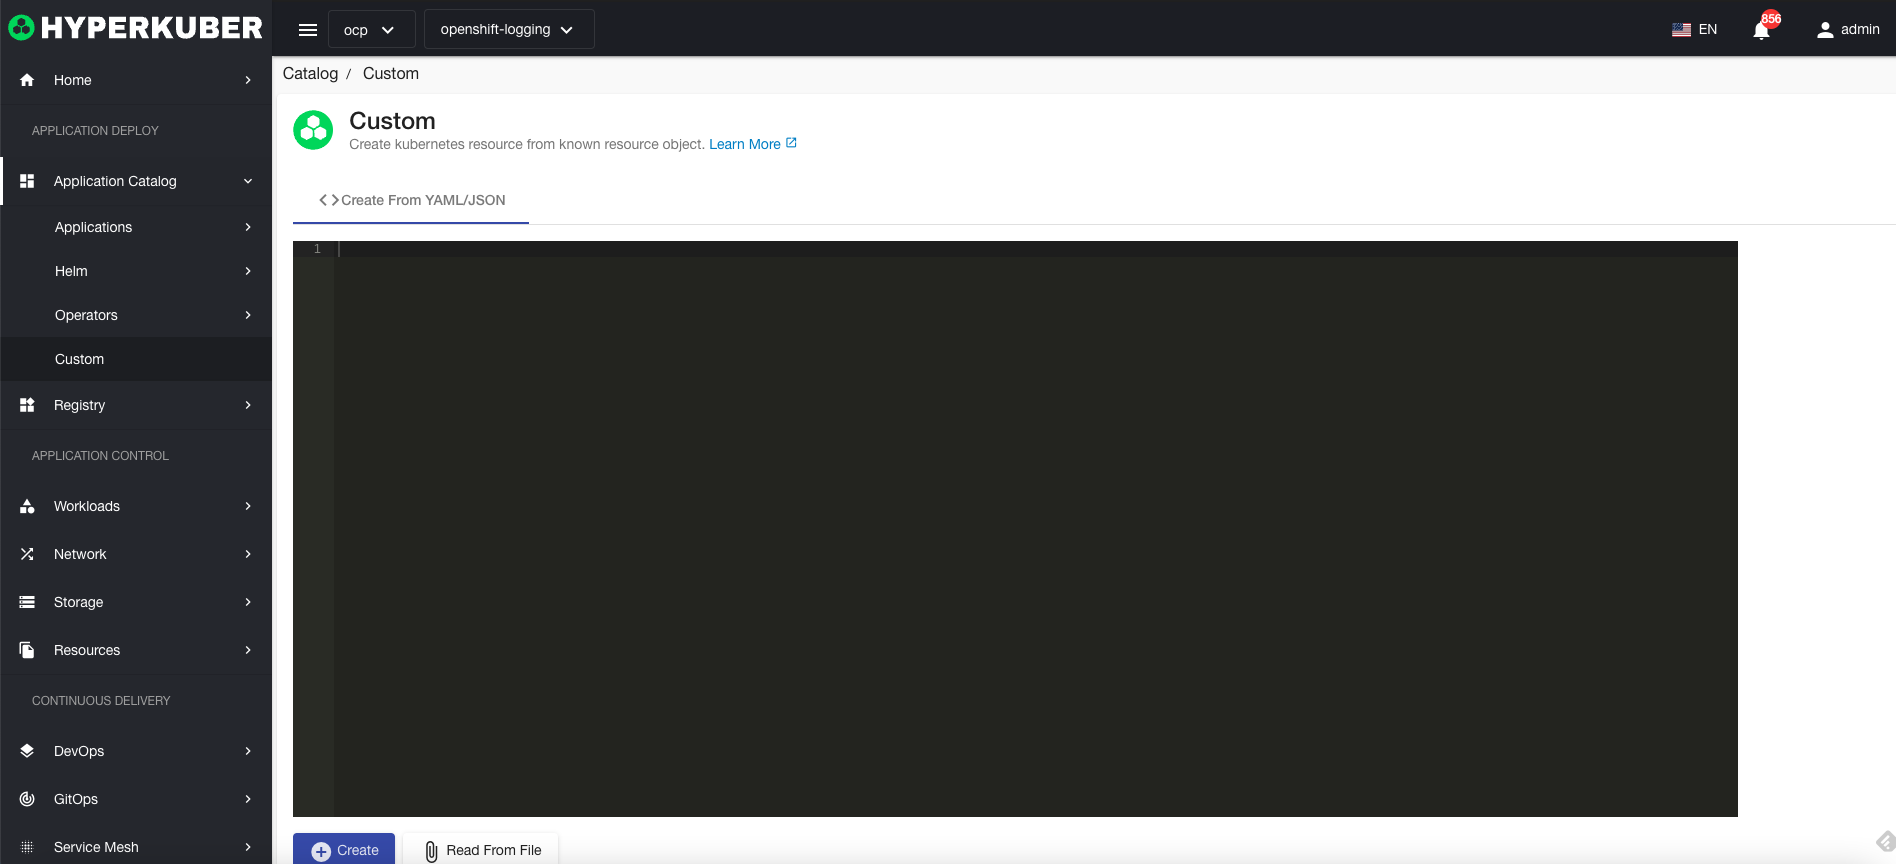 HYPERKUBER
ocp
openshift-logging
EN
856
admin
Home
APPLICATION DEPLOY
Application Catalog
Applications
Helm
Operators
Custom
Registry
APPLICATION CONTROL
Workloads
Network
Storage
Resources
CONTINUOUS DELIVERY
DevOps
GitOps
Service Mesh
Catalog / Custom
Custom
Create kubernetes resource from known resource object. Learn More
Create From YAML/JSON
1
Create
Read From File